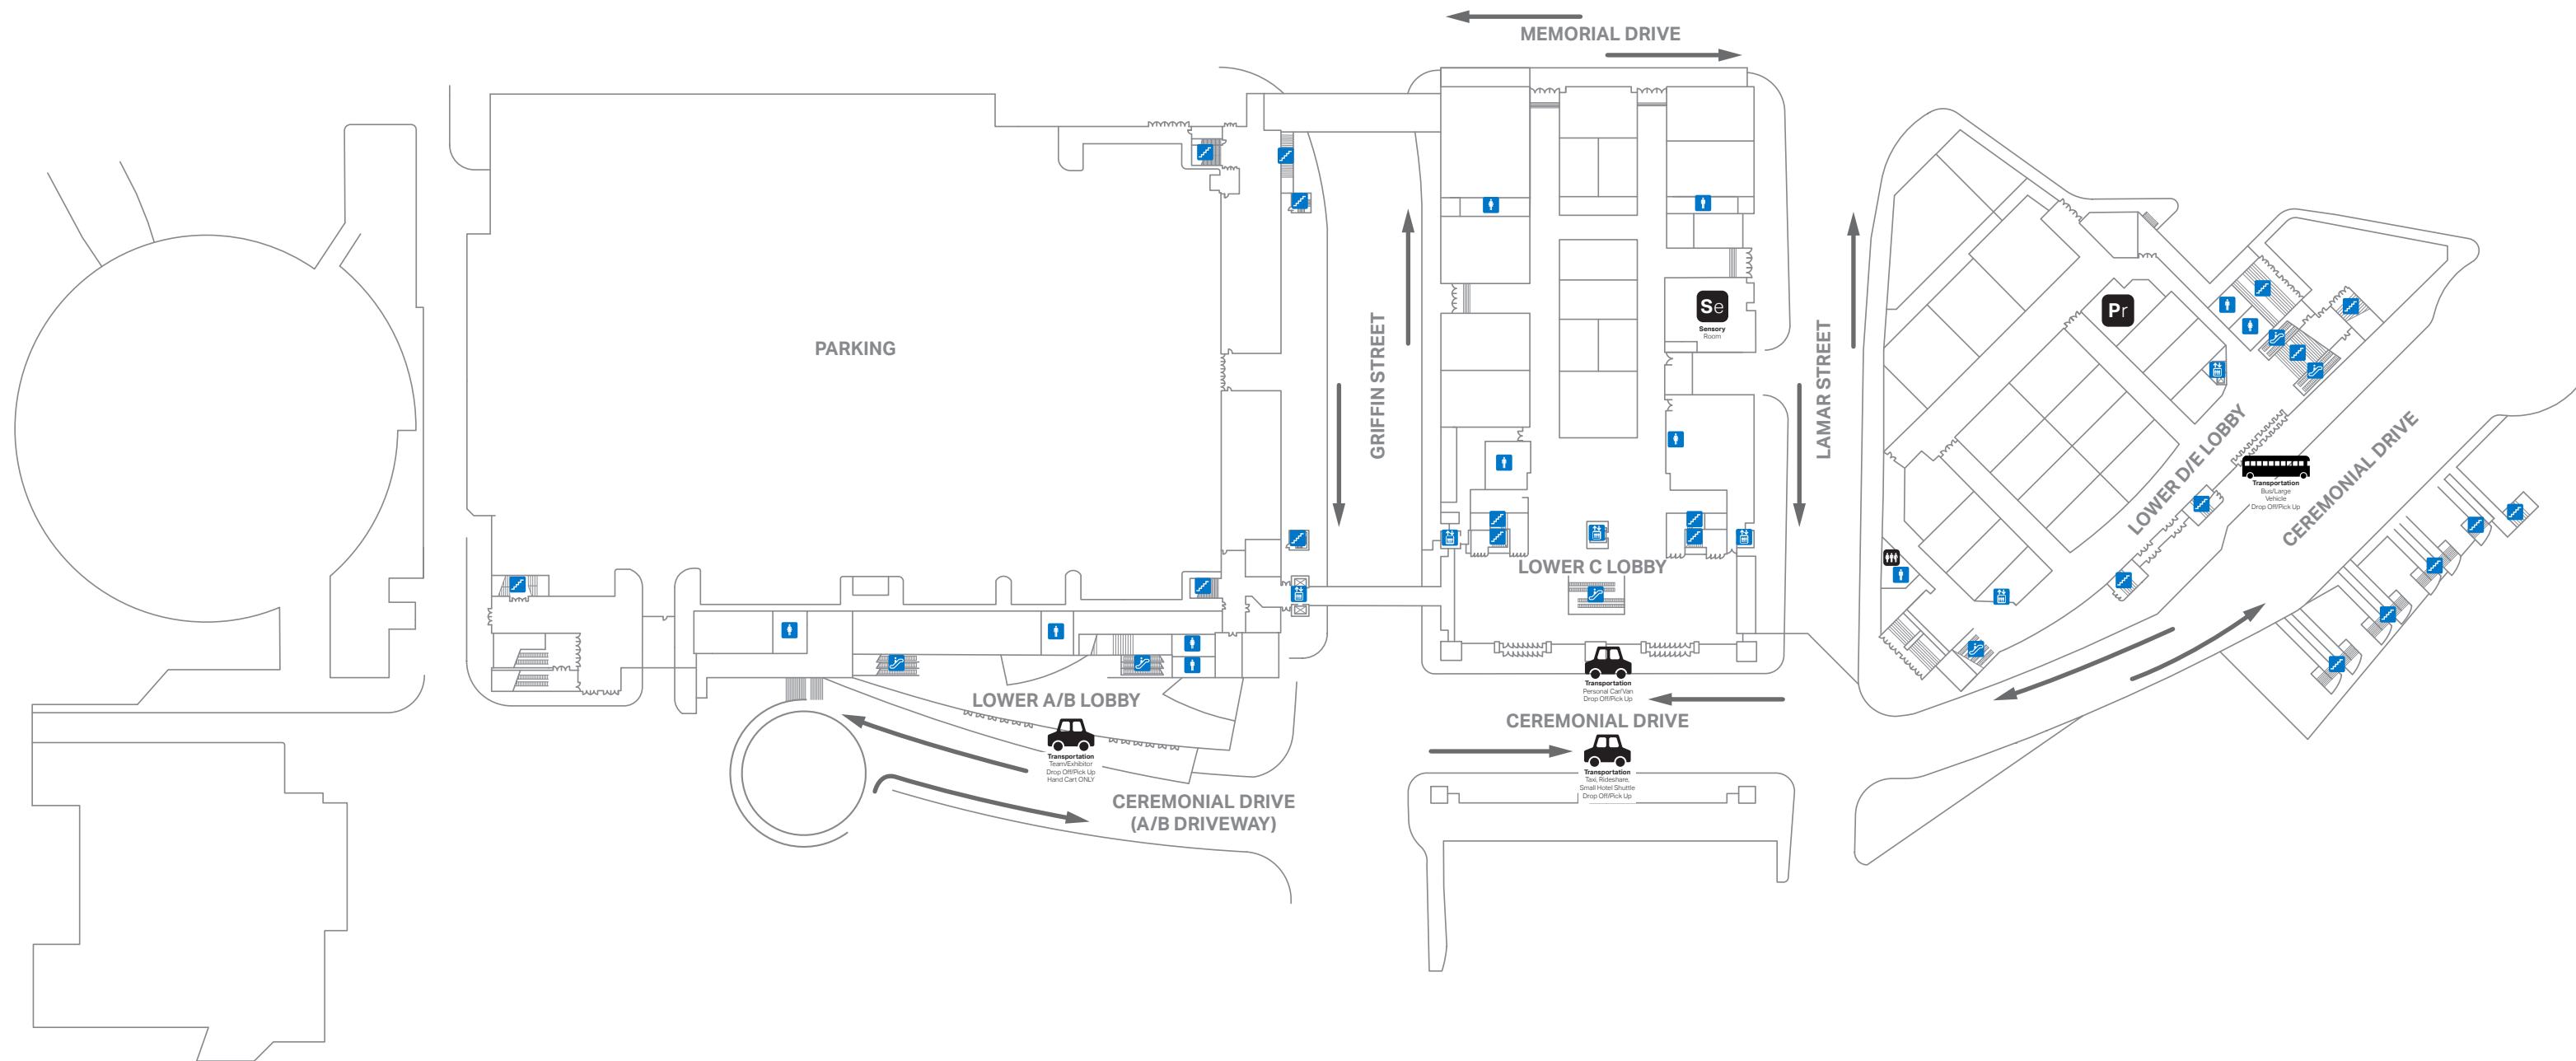 MEMORIAL DRIVE
PARKING
GRIFFIN STREET
Se
Sensory
Room
LAMAR STREET
Pr
LOWER D/E LOBBY
Transportation
Bus/Large
Vehicle
Drop Off/Pick Up
CEREMONIAL DRIVE
LOWER C LOBBY
Transportation
Personal Car/Van
Drop Off/Pick Up
LOWER A/B LOBBY
Transportation
Team/Exhibitor
Drop Off/Pick Up
Hand Cart ONLY
CEREMONIAL DRIVE
Transportation
Taxi, Rideshare,
Small Hotel Shuttle
Drop Off/Pick Up
CEREMONIAL DRIVE
(A/B DRIVEWAY)